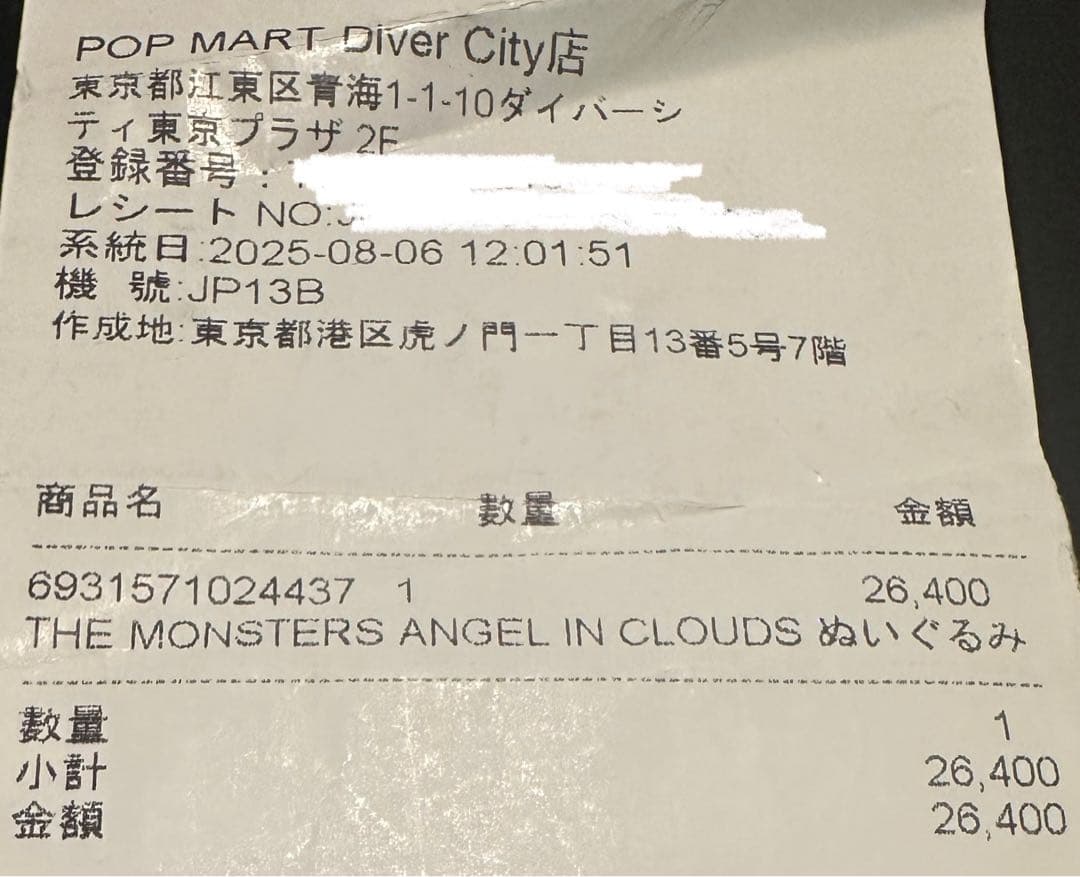 POP MART Diver City店
東京都江東区青海1-1-10ダイバーシ
ティ東京プラザ 2F
登録番号:
レシート NO:
系統日:2025-08-06 12:01:51
機 號:JP13B
作成地:東京都港区虎ノ門一丁目13番5号7階
商品名 数量 金額
6931571024437 1 26,400
THE MONSTERS ANGEL IN CLOUDS ぬいぐるみ
数量 1
小計 26,400
金額 26,400